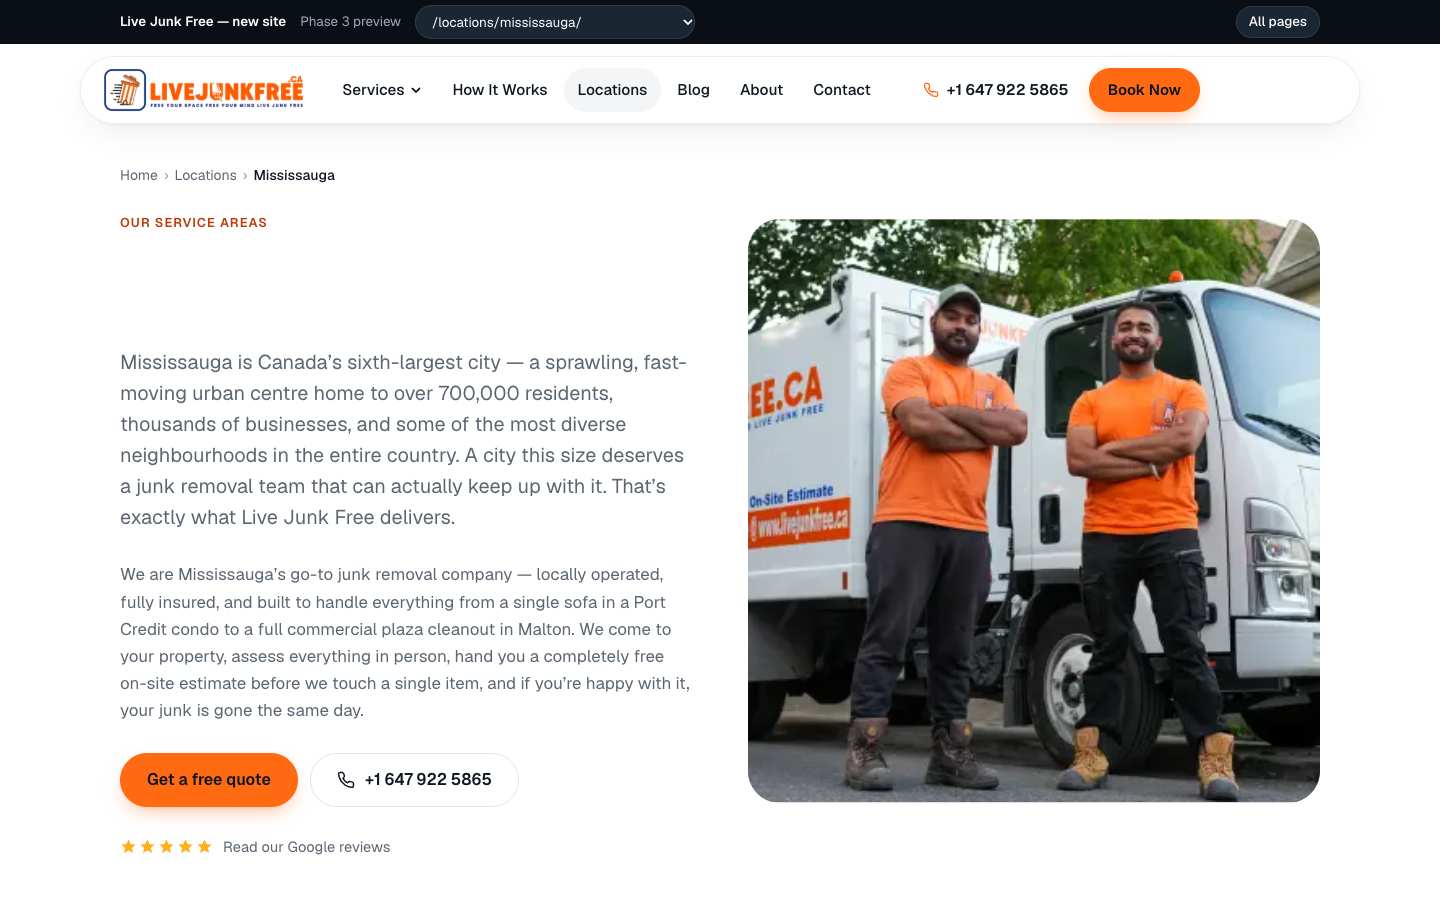 Live Junk Free — new site Phase 3 preview /locations/mississauga/ All pages
LIVEJUNKFREE .CA
FREE YOUR SPACE FREE YOUR MIND LIVE JUNK FREE
Services How It Works Locations Blog About Contact +1 647 922 5865 Book Now
Home › Locations › Mississauga
OUR SERVICE AREAS
Mississauga is Canada’s sixth-largest city — a sprawling, fast-
moving urban centre home to over 700,000 residents,
thousands of businesses, and some of the most diverse
neighbourhoods in the entire country. A city this size deserves
a junk removal team that can actually keep up with it. That’s
exactly what Live Junk Free delivers.
We are Mississauga’s go-to junk removal company — locally operated,
fully insured, and built to handle everything from a single sofa in a Port
Credit condo to a full commercial plaza cleanout in Malton. We come to
your property, assess everything in person, hand you a completely free
on-site estimate before we touch a single item, and if you’re happy with it,
your junk is gone the same day.
Get a free quote +1 647 922 5865
Read our Google reviews
EE.CA
LIVE JUNK FREE
On-Site Estimate
www.livejunkfree.ca